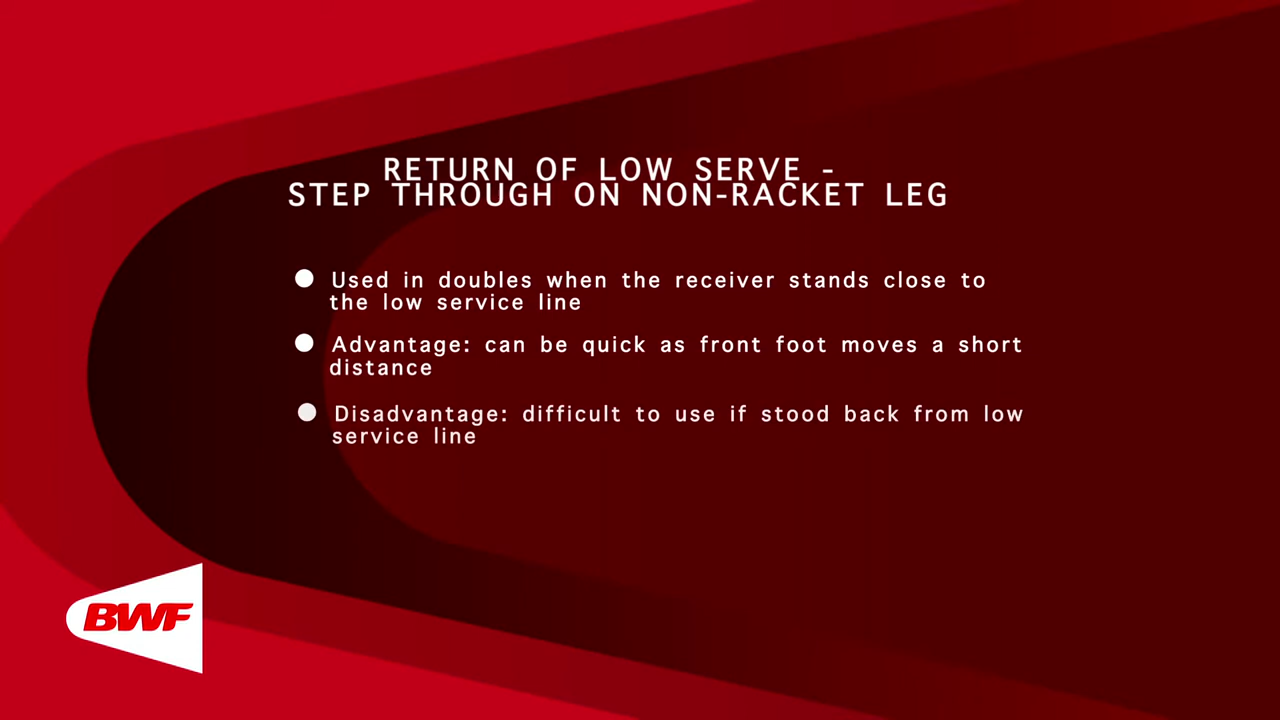 RETURN OF LOW SERVE -
STEP THROUGH ON NON-RACKET LEG
● Used in doubles when the receiver stands close to
the low service line
● Advantage: can be quick as front foot moves a short
distance
● Disadvantage: difficult to use if stood back from low
service line
BWF